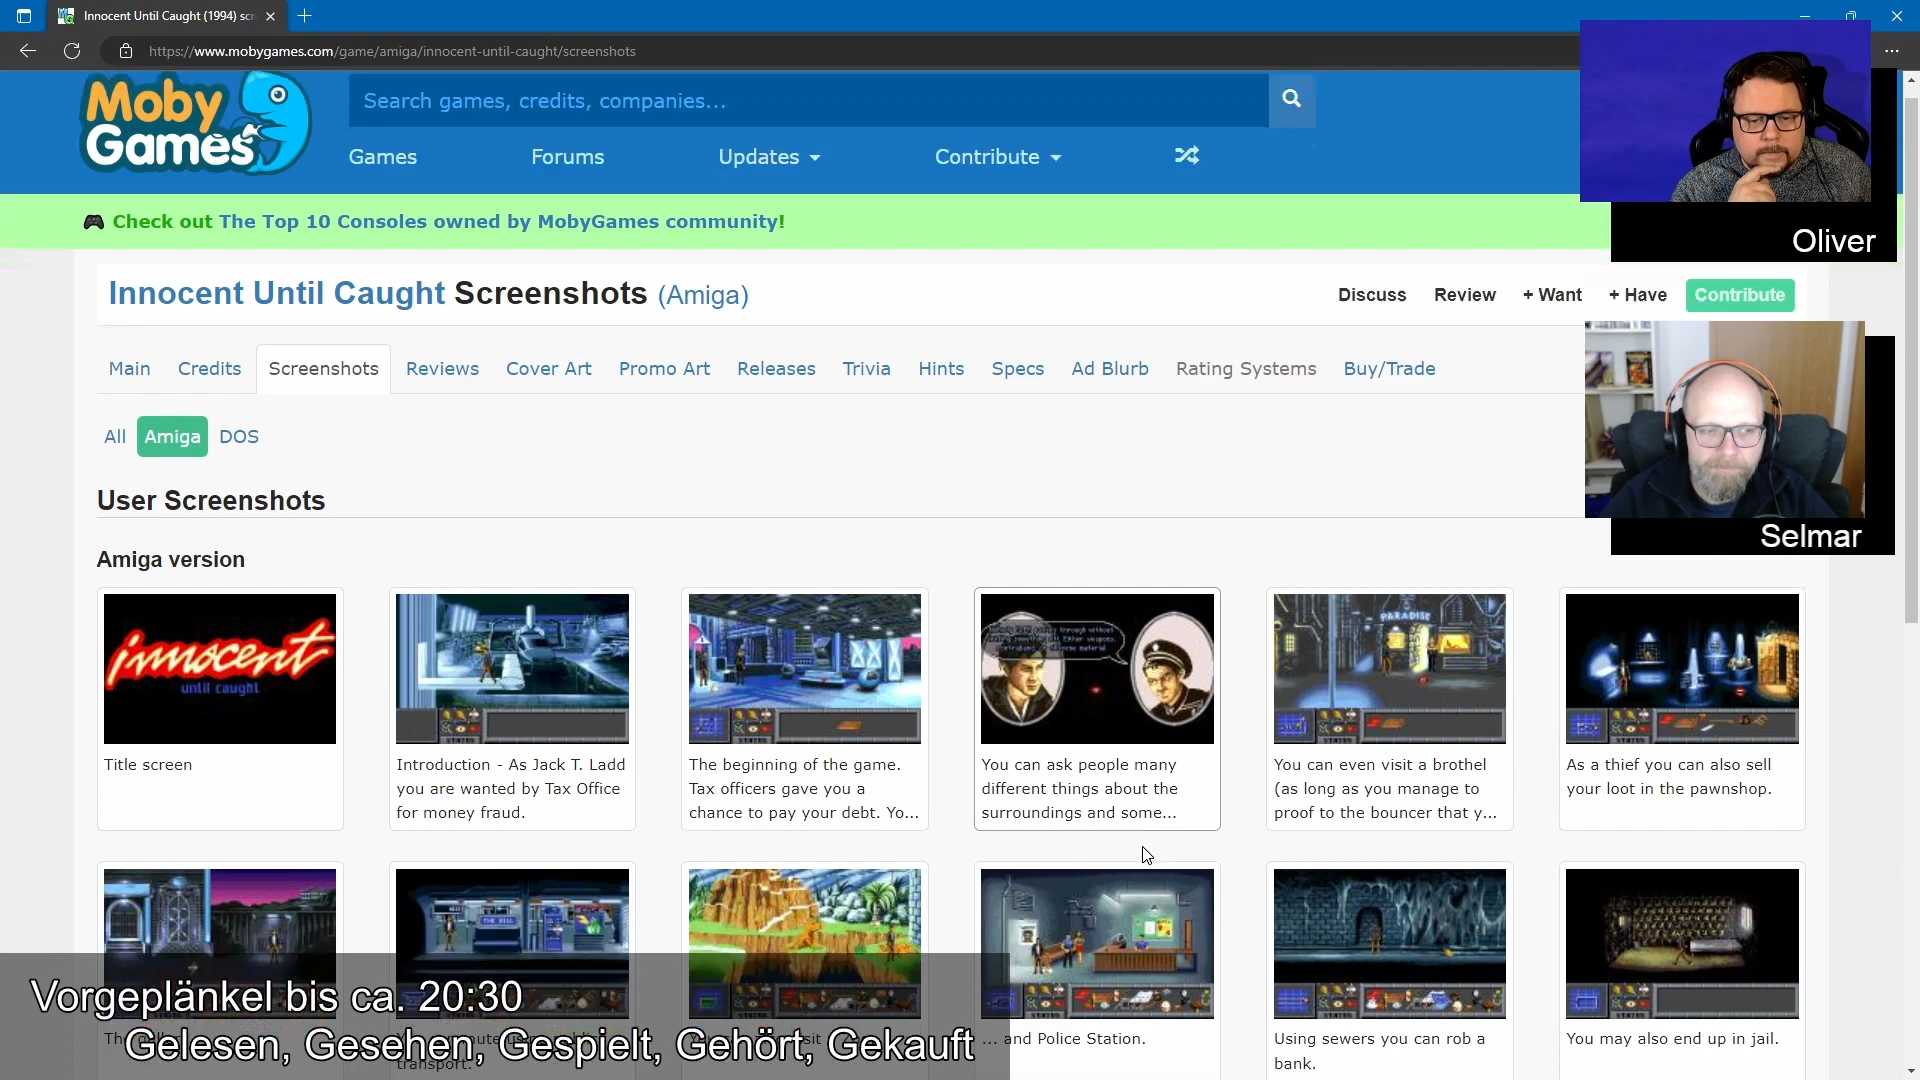 Innocent Until Caught (1994) scr
https://www.mobygames.com/game/amiga/innocent-until-caught/screenshots
Moby Games
Search games, credits, companies...
Games Forums Updates Contribute
Check out The Top 10 Consoles owned by MobyGames community!
Oliver
Innocent Until Caught Screenshots (Amiga)
Discuss Review + Want + Have Contribute
Main Credits Screenshots Reviews Cover Art Promo Art Releases Trivia Hints Specs Ad Blurb Rating Systems Buy/Trade
All Amiga DOS
Selmar
User Screenshots
Amiga version
innocent
until caught
PARADISE
Title screen
Introduction - As Jack T. Ladd
you are wanted by Tax Office
for money fraud.
The beginning of the game.
Tax officers gave you a
chance to pay your debt. Yo...
You can ask people many
different things about the
surroundings and some...
You can even visit a brothel
(as long as you manage to
proof to the bouncer that y...
As a thief you can also sell
your loot in the pawnshop.
Vorgeplänkel bis ca. 20:30
Gelesen, Gesehen, Gespielt, Gehört, Gekauft
transport.
... and Police Station.
Using sewers you can rob a
bank.
You may also end up in jail.